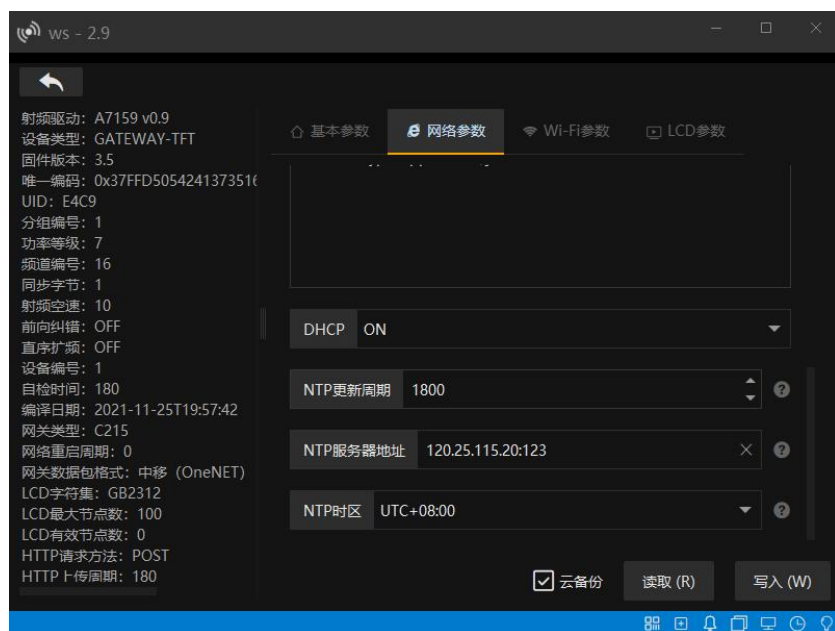 ws - 2.9
射频驱动: A7159 v0.9
设备类型: GATEWAY-TFT
固件版本: 3.5
唯一编码: 0x37FFD5054241373516
UID: E4C9
分组编号: 1
功率等级: 7
频道编号: 16
同步字节: 1
射频空速: 10
前向纠错: OFF
直序扩频: OFF
设备编号: 1
自检时间: 180
编译日期: 2021-11-25T19:57:42
网关类型: C215
网络重启周期: 0
网关数据包格式: 中移（OneNET）
LCD字符集: GB2312
LCD最大节点数: 100
LCD有效节点数: 0
HTTP请求方法: POST
HTTP上传周期: 180
基本参数 网络参数 Wi-Fi参数 LCD参数
DHCP ON
NTP更新周期 1800
NTP服务器地址 120.25.115.20:123
NTP时区 UTC+08:00
云备份 读取 (R) 写入 (W)